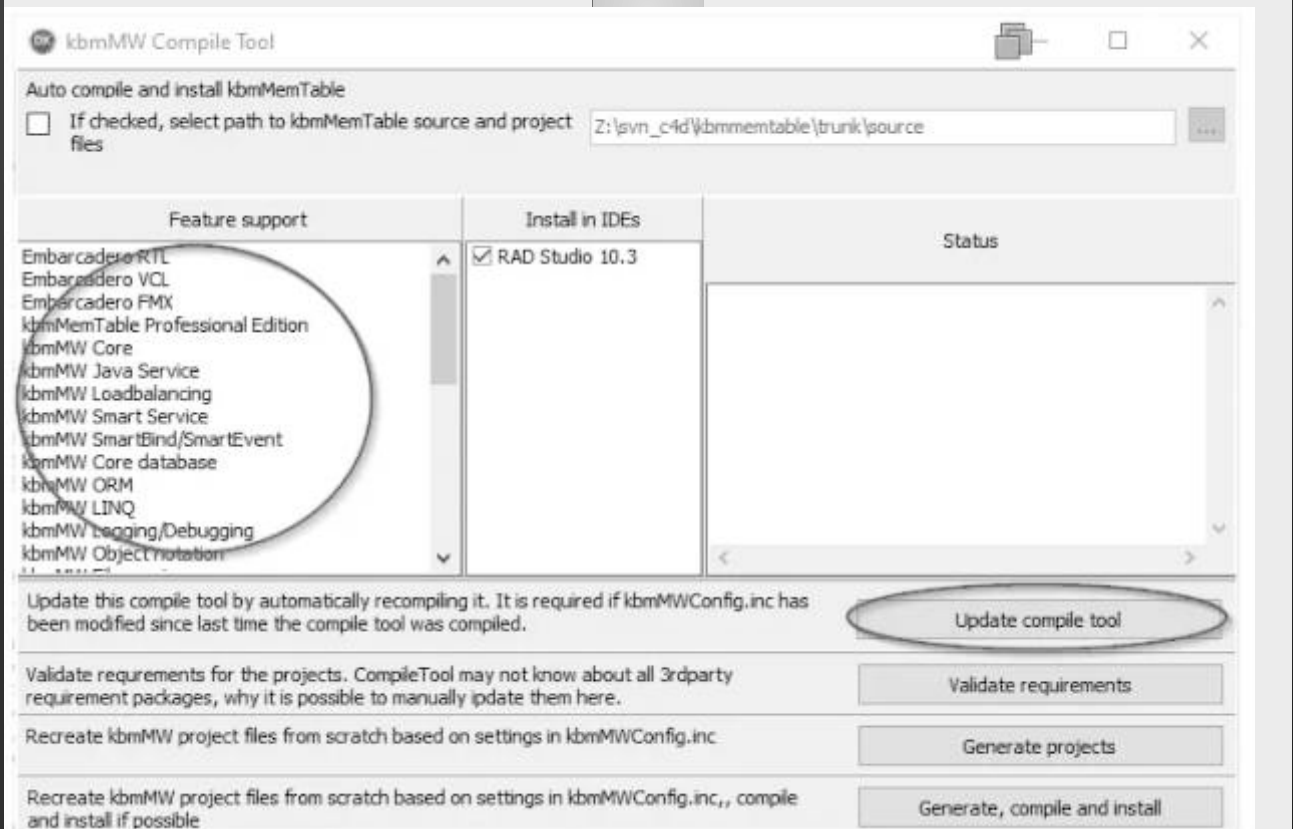 kbmMW Compile Tool
Auto compile and install kbmMemTable
If checked, select path to kbmMemTable source and project
files
Z:\svn_c4d\kbmmemtable\trunk\source
...
Feature support
Install in IDEs
Status
Embarcadero RTL
Embarcadero VCL
Embarcadero FMX
kbmMemTable Professional Edition
kbmMW Core
kbmMW Java Service
kbmMW Loadbalancing
kbmMW Smart Service
kbmMW SmartBind/SmartEvent
kbmMW Core database
kbmMW ORM
kbmMW LINQ
kbmMW Logging/Debugging
kbmMW Object notation
RAD Studio 10.3
Update this compile tool by automatically recompiling it. It is required if kbmMWConfig.inc has
been modified since last time the compile tool was compiled.
Update compile tool
Validate requrements for the projects. CompileTool may not know about all 3rdparty
requirement packages, why it is possible to manually ipdate them here.
Validate requirements
Recreate kbmMW project files from scratch based on settings in kbmMWConfig.inc
Generate projects
Recreate kbmMW project files from scratch based on settings in kbmMWConfig.inc,, compile
and install if possible
Generate, compile and install